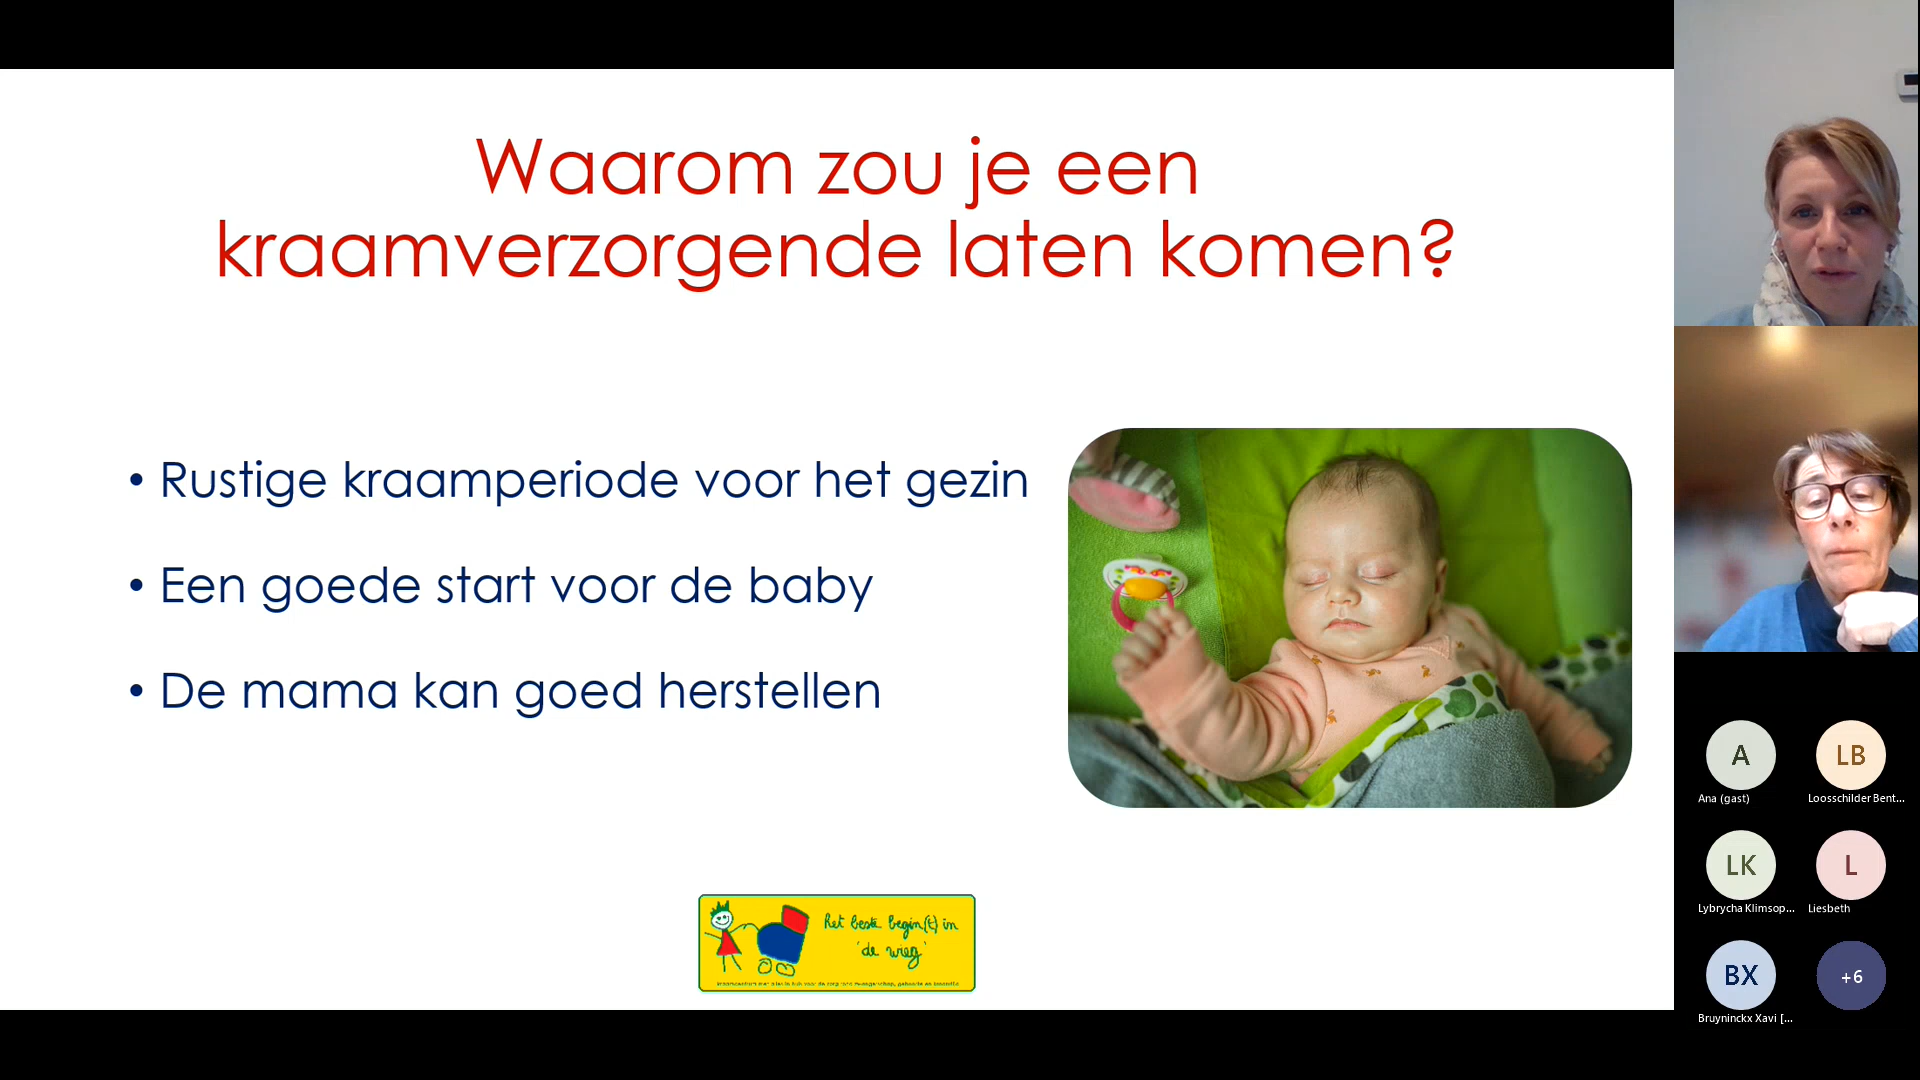 Waarom zou je een
kraamverzorgende laten komen?
• Rustige kraamperiode voor het gezin
• Een goede start voor de baby
• De mama kan goed herstellen
Het beste begin(t) in
'de wieg'
A
LB
Ana (gast)
Loosschilder Bent...
LK
L
Lybrycha Klimsop...
Liesbeth
BX
+6
Bruyninckx Xavi [...